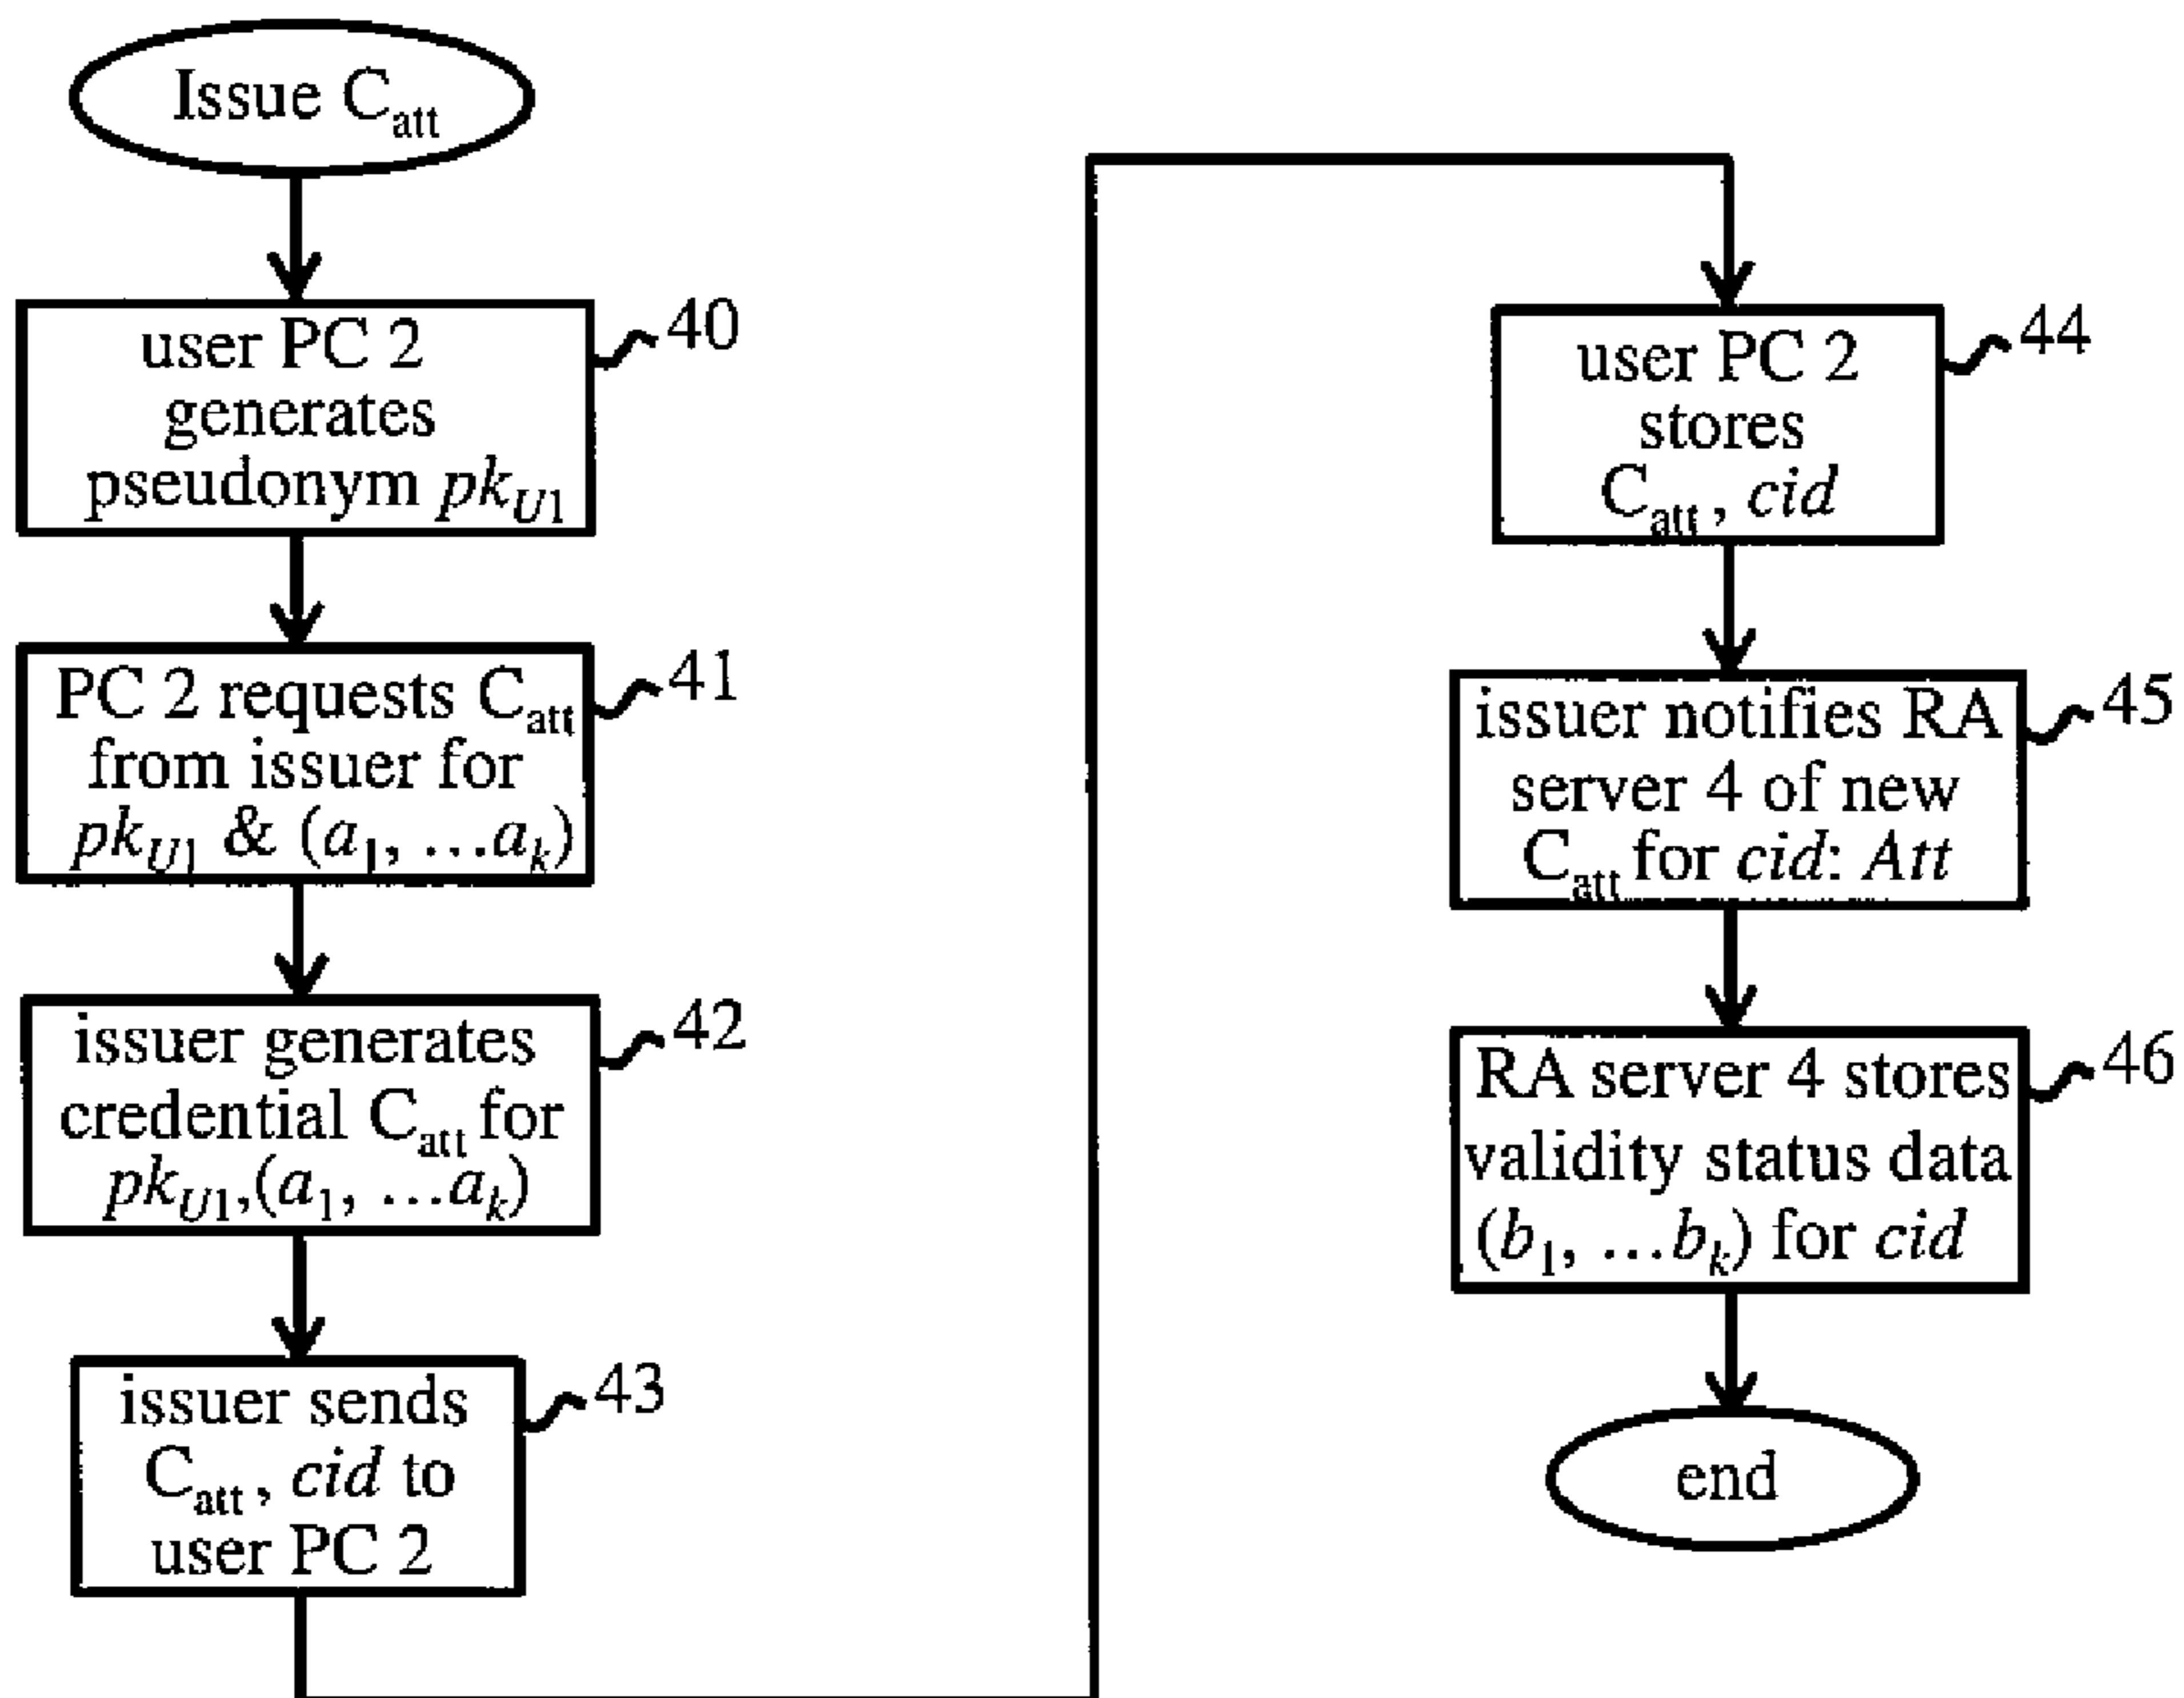 Issue C_att
user PC 2
generates
pseudonym pk_U1
40
PC 2 requests C_att
from issuer for
pk_U1 & (a_1, …a_k)
41
issuer generates
credential C_att for
pk_U1,(a_1, …a_k)
42
issuer sends
C_att, cid to
user PC 2
43
user PC 2
stores
C_att, cid
44
issuer notifies RA
server 4 of new
C_att for cid: Att
45
RA server 4 stores
validity status data
(b_1, …b_k) for cid
46
end